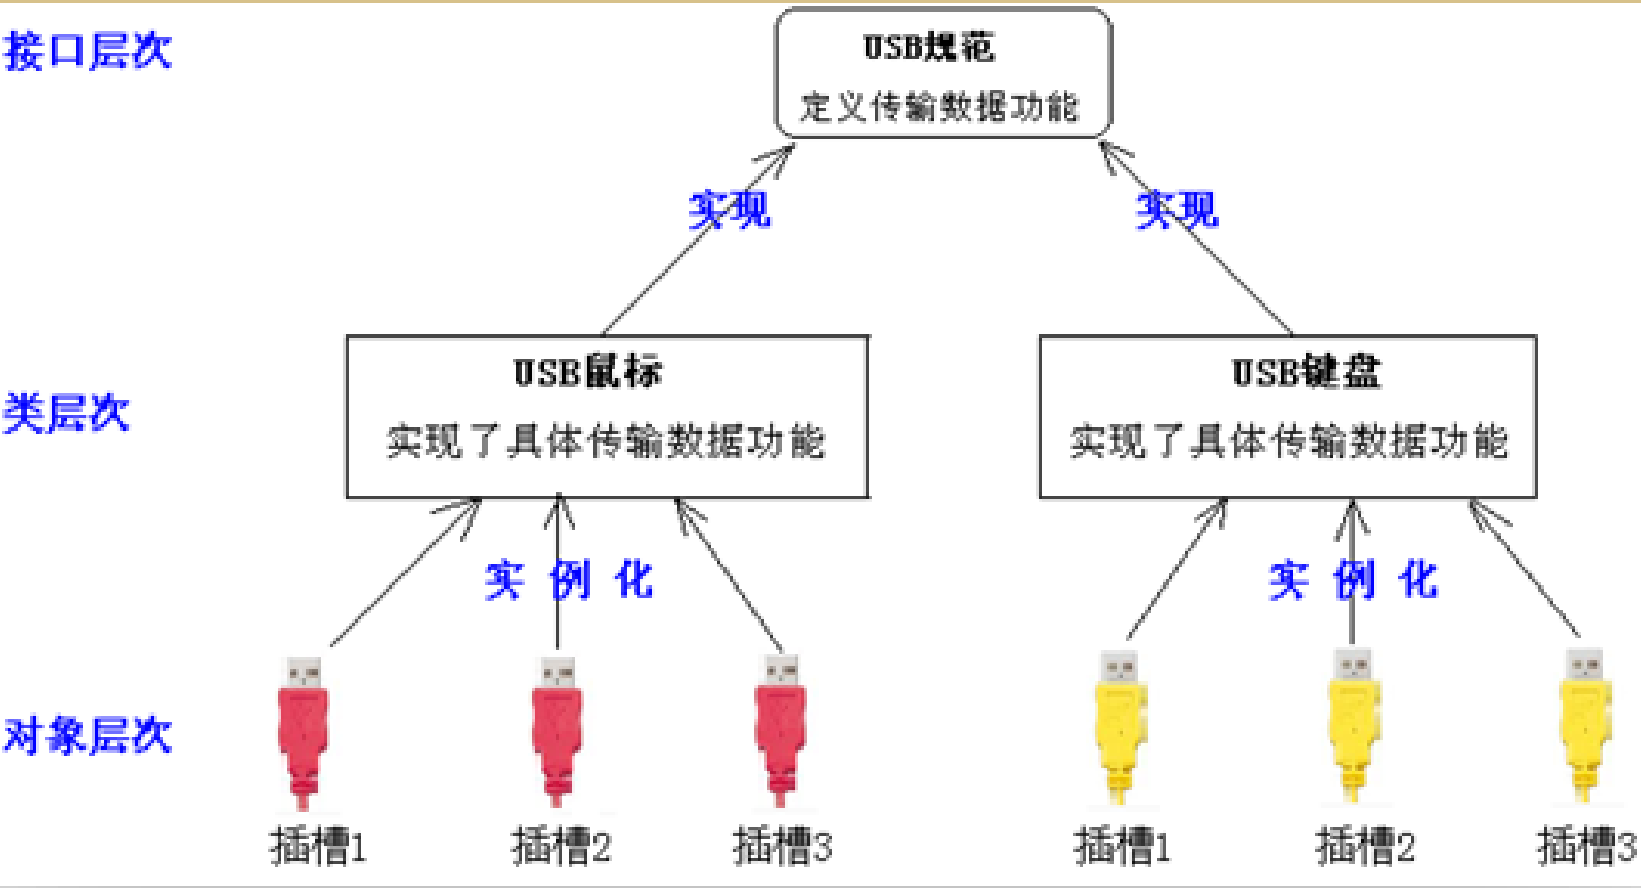 接口层次
USB规范
定义传输数据功能
实现 实现
类层次
USB鼠标 USB键盘
实现了具体传输数据功能 实现了具体传输数据功能
实 例 化 实 例 化
对象层次
插槽1 插槽2 插槽3 插槽1 插槽2 插槽3